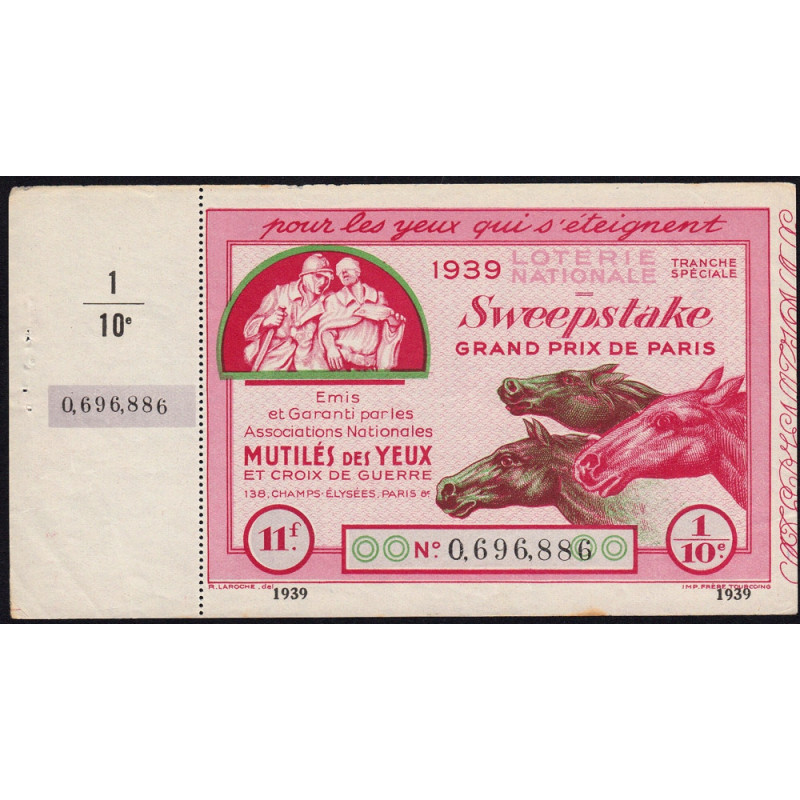 1
10e
0,696,886
pour les yeux qui s'éteignent
1939 LOTERIE NATIONALE TRANCHE SPÉCIALE
Sweepstake
GRAND PRIX DE PARIS
Emis
et Garanti par les
Associations Nationales
MUTILÉS DES YEUX
ET CROIX DE GUERRE
138, CHAMPS-ÉLYSÉES, PARIS 8e
11f.
No. 0,696,886
1/10e
R. LAROCHE. del
IMP. FRÈRE TOURCOING
1939
1939